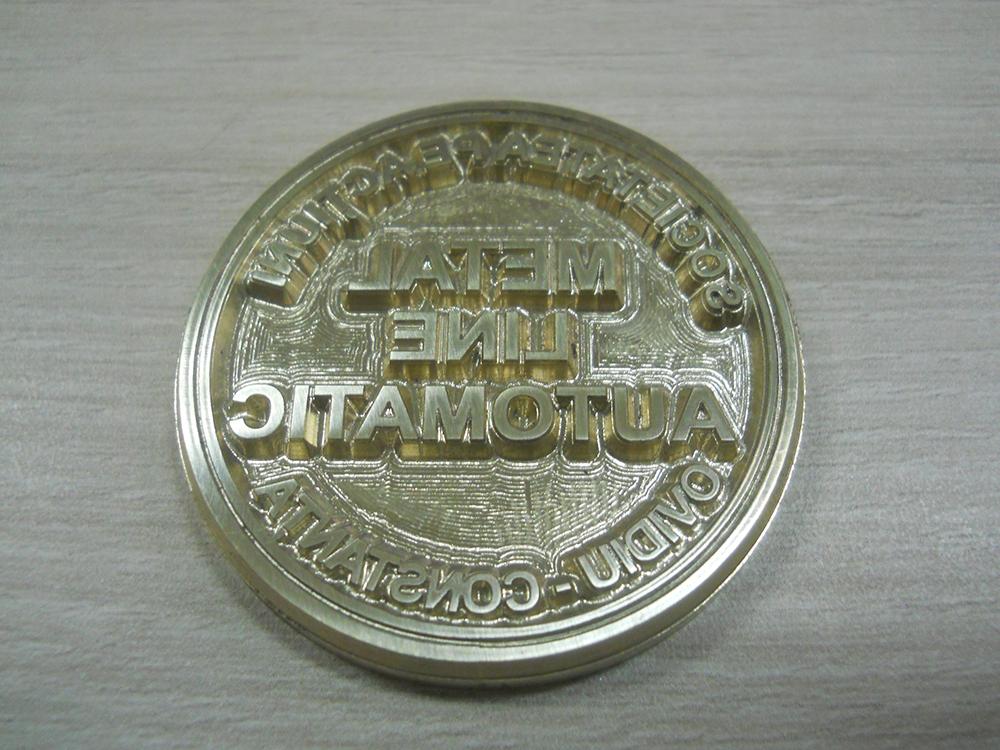 SOCIETATEA PE ACTIUNI
METAL
LINE
AUTOMATIC
OVIDIU - CONSTANTA